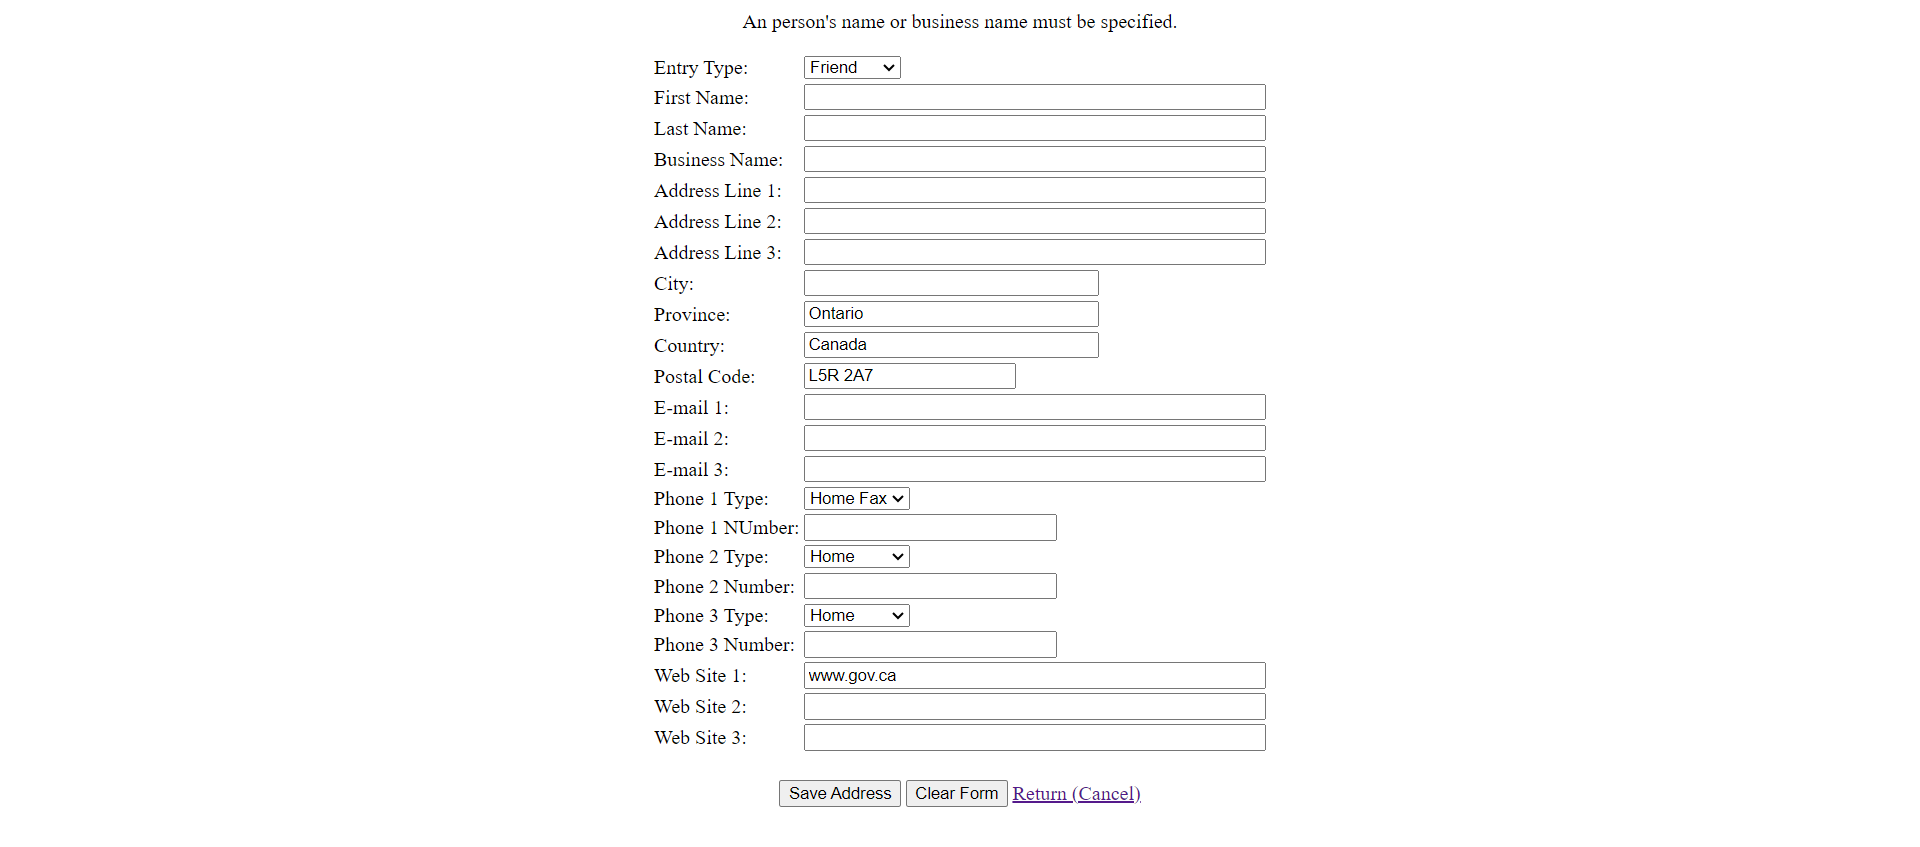 An person's name or business name must be specified.
Entry Type: Friend
First Name:
Last Name:
Business Name:
Address Line 1:
Address Line 2:
Address Line 3:
City:
Province: Ontario
Country: Canada
Postal Code: L5R 2A7
E-mail 1:
E-mail 2:
E-mail 3:
Phone 1 Type: Home Fax
Phone 1 NUmber:
Phone 2 Type: Home
Phone 2 Number:
Phone 3 Type: Home
Phone 3 Number:
Web Site 1: www.gov.ca
Web Site 2:
Web Site 3:
Save Address Clear Form Return (Cancel)